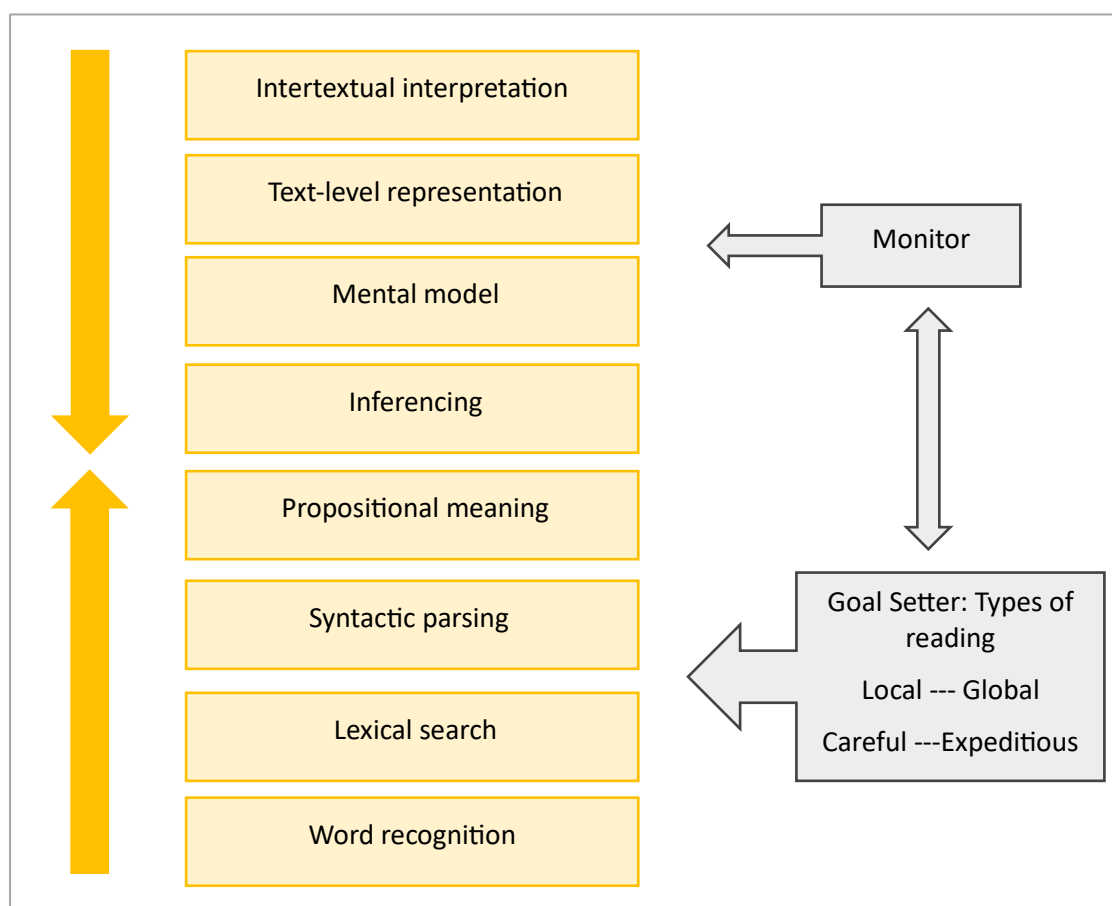 Intertextual interpretation
Text-level representation
Mental model
Inferencing
Propositional meaning
Syntactic parsing
Lexical search
Word recognition
Monitor
Goal Setter: Types of
reading
Local --- Global
Careful ---Expeditious